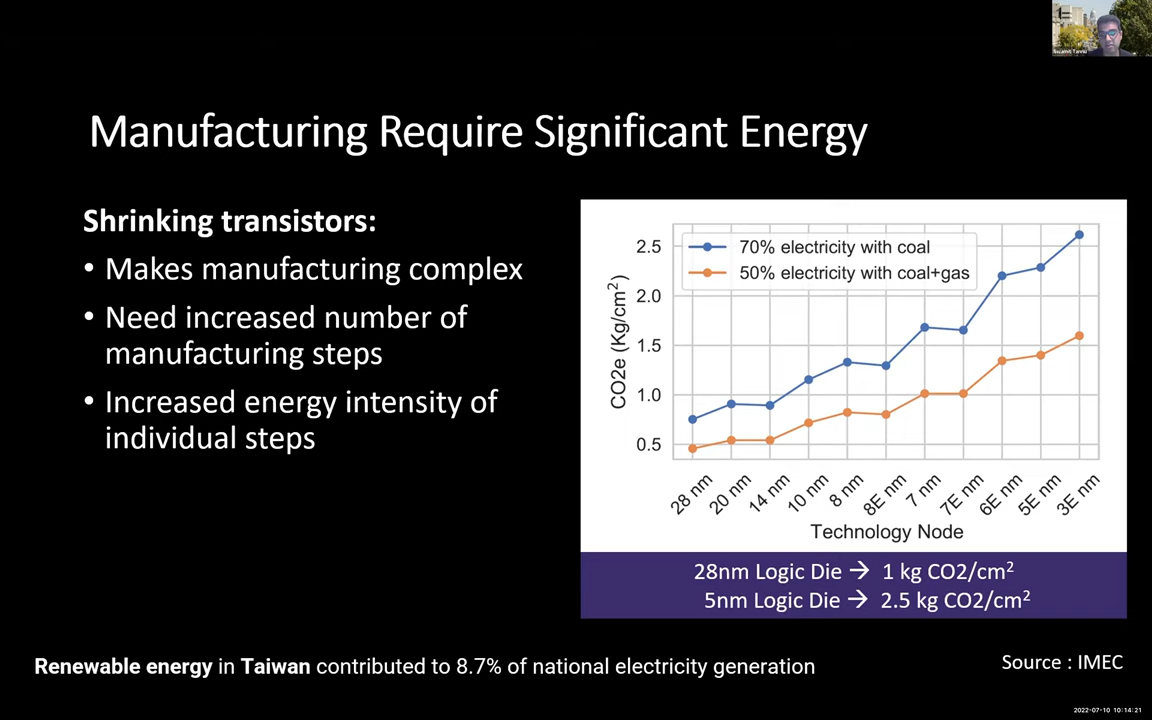 Manufacturing Require Significant Energy
Shrinking transistors:
• Makes manufacturing complex
• Need increased number of
manufacturing steps
• Increased energy intensity of
individual steps
70% electricity with coal
50% electricity with coal+gas
CO2e (Kg/cm²)
2.5
2.0
1.5
1.0
0.5
28 nm
20 nm
14 nm
10 nm
8 nm
8E nm
7 nm
7E nm
6E nm
5E nm
3E nm
Technology Node
28nm Logic Die → 1 kg CO2/cm²
5nm Logic Die → 2.5 kg CO2/cm²
Renewable energy in Taiwan contributed to 8.7% of national electricity generation
Source : IMEC
2022-07-10 10:14:21